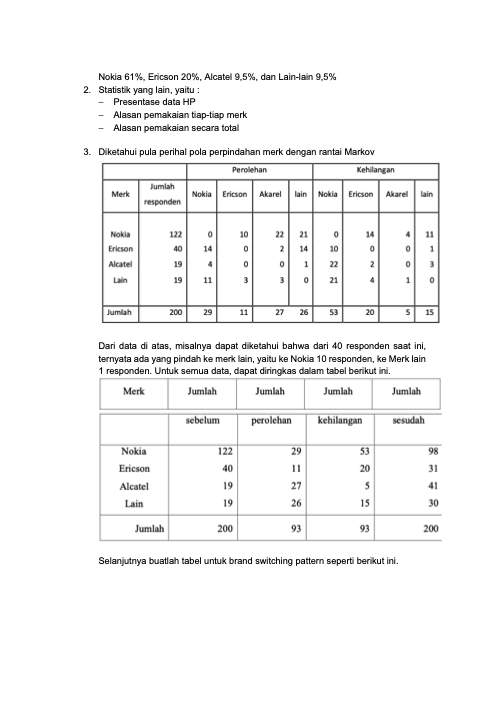 Nokia 61%, Ericson 20%, Alcatel 9,5%, dan Lain-lain 9,5%
2. Statistik yang lain, yaitu :
– Presentase data HP
– Alasan pemakaian tiap-tiap merk
– Alasan pemakaian secara total
3. Diketahui pula perihal pola perpindahan merk dengan rantai Markov
Merk Jumlah responden Perolehan Kehilangan
Nokia Ericson Akarel lain Nokia Ericson Akarel lain
Nokia 122 0 10 22 21 0 14 4 11
Ericson 40 14 0 2 14 10 0 0 1
Alcatel 19 4 0 0 1 22 2 0 3
Lain 19 11 3 3 0 21 4 1 0
Jumlah 200 29 11 27 26 53 20 5 15
Dari data di atas, misalnya dapat diketahui bahwa dari 40 responden saat ini,
ternyata ada yang pindah ke merk lain, yaitu ke Nokia 10 responden, ke Merk lain
1 responden. Untuk semua data, dapat diringkas dalam tabel berikut ini.
Merk Jumlah Jumlah Jumlah Jumlah
sebelum perolehan kehilangan sesudah
Nokia 122 29 53 98
Ericson 40 11 20 31
Alcatel 19 27 5 41
Lain 19 26 15 30
Jumlah 200 93 93 200
Selanjutnya buatlah tabel untuk brand switching pattern seperti berikut ini.